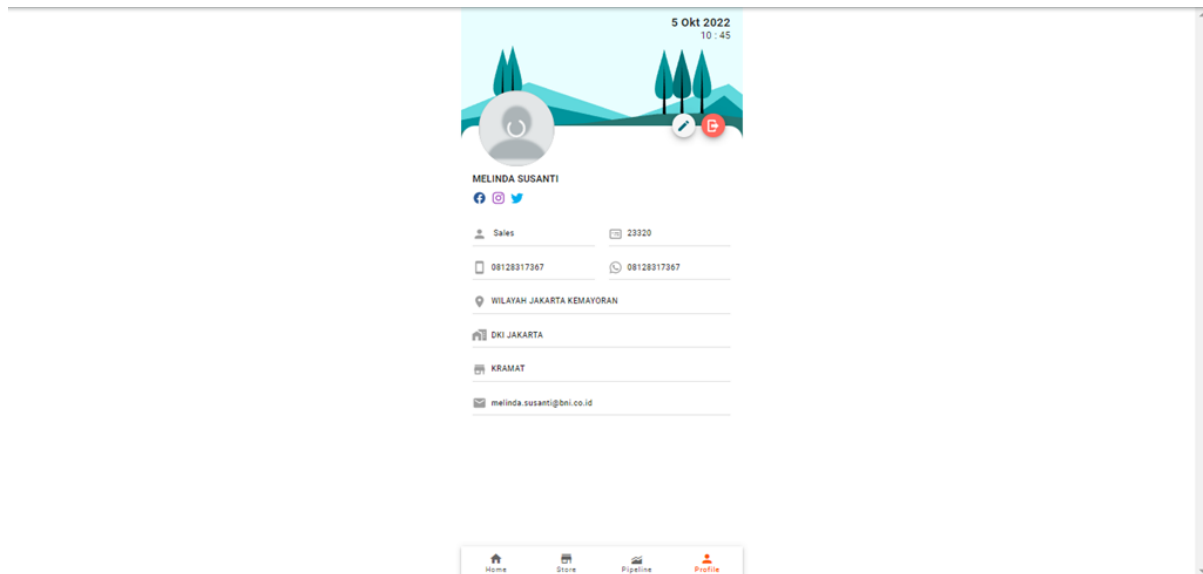 5 Okt 2022
10 : 45
MELINDA SUSANTI
Sales
23320
08128317367
08128317367
WILAYAH JAKARTA KEMAYORAN
DKI JAKARTA
KRAMAT
melinda.susanti@bni.co.id
Home
Store
Pipeline
Profile